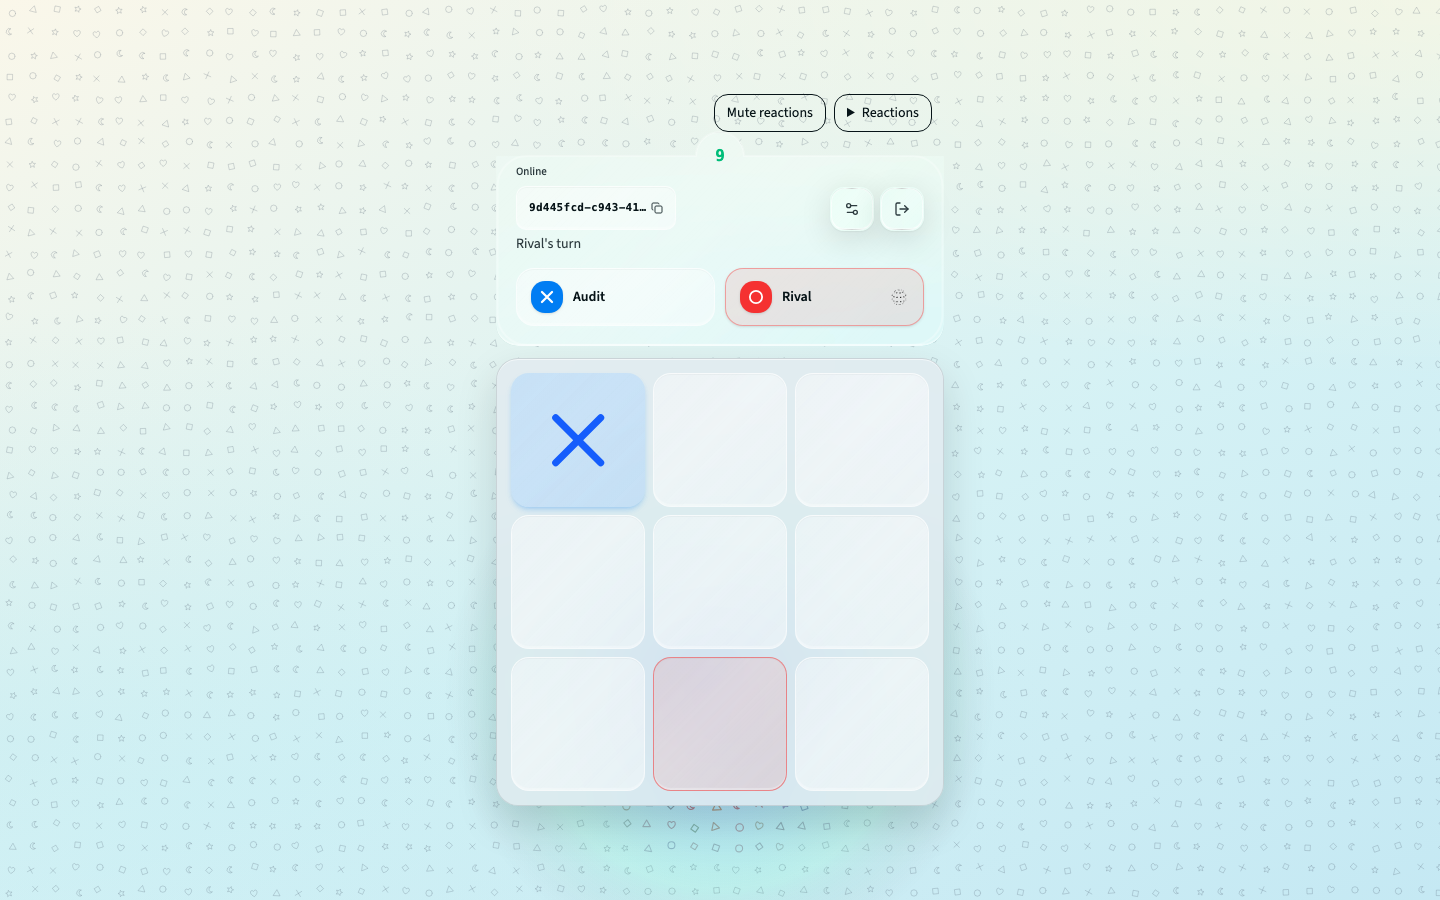 Mute reactions
Reactions
9
Online
9d445fcd-c943-41…
Rival's turn
Audit
Rival